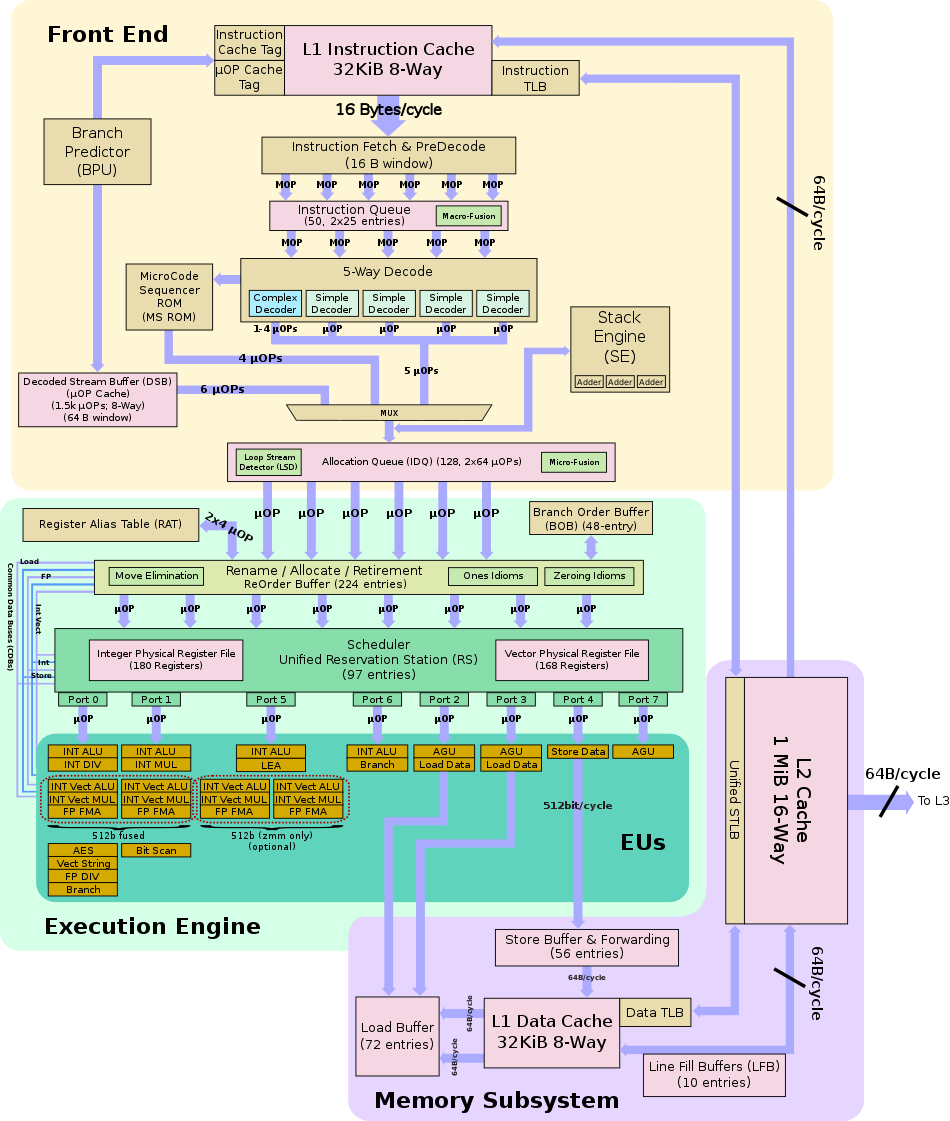 Front End
Instruction
Cache Tag
µOP Cache
Tag
L1 Instruction Cache
32KiB 8-Way
Instruction
TLB
16 Bytes/cycle
Branch
Predictor
(BPU)
Instruction Fetch & PreDecode
(16 B window)
MOP MOP MOP MOP MOP MOP
Instruction Queue
(50, 2x25 entries)
Macro-Fusion
MOP MOP MOP MOP MOP
64B/cycle
MicroCode
Sequencer
ROM
(MS ROM)
5-Way Decode
Complex
Decoder
Simple
Decoder
Simple
Decoder
Simple
Decoder
Simple
Decoder
1-4 µOPs µOP µOP µOP µOP
Stack
Engine
(SE)
Adder Adder Adder
4 µOPs
5 µOPs
Decoded Stream Buffer (DSB)
(µOP Cache)
(1.5k µOPs; 8-Way)
(64 B window)
6 µOPs
MUX
Loop Stream
Detector (LSD)
Allocation Queue (IDQ) (128, 2x64 µOPs)
Micro-Fusion
Register Alias Table (RAT)
2x4 µOP
µOP µOP µOP µOP µOP µOP
Branch Order Buffer
(BOB) (48-entry)
Common Data Buses (CDBs)
Load
FP
Int Vect
Int
Store
Rename / Allocate / Retirement
ReOrder Buffer (224 entries)
Move Elimination
Ones Idioms
Zeroing Idioms
µOP µOP µOP µOP µOP µOP µOP µOP
Scheduler
Unified Reservation Station (RS)
(97 entries)
Integer Physical Register File
(180 Registers)
Vector Physical Register File
(168 Registers)
Port 0 Port 1 Port 5 Port 6 Port 2 Port 3 Port 4 Port 7
µOP µOP µOP µOP µOP µOP µOP µOP
INT ALU
INT DIV
INT ALU
INT MUL
INT ALU
LEA
INT ALU
Branch
AGU
Load Data
AGU
Load Data
Store Data
AGU
INT Vect ALU
INT Vect MUL
FP FMA
INT Vect ALU
INT Vect MUL
FP FMA
INT Vect ALU
INT Vect MUL
FP FMA
INT Vect ALU
INT Vect MUL
FP FMA
512b fused
512b (zmm only)
(optional)
AES
Vect String
FP DIV
Branch
Bit Scan
512bit/cycle
EUs
Execution Engine
Unified STLB
L2 Cache
1 MiB 16-Way
64B/cycle
To L3
Store Buffer & Forwarding
(56 entries)
64B/cycle
Load Buffer
(72 entries)
64B/cycle
64B/cycle
L1 Data Cache
32KiB 8-Way
Data TLB
64B/cycle
Line Fill Buffers (LFB)
(10 entries)
Memory Subsystem